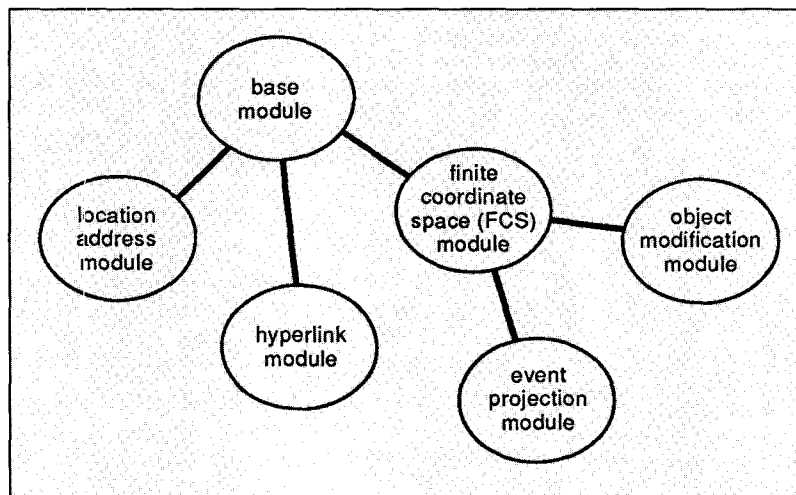 base
module
location
address
module
finite
coordinate
space (FCS)
module
object
modification
module
hyperlink
module
event
projection
module